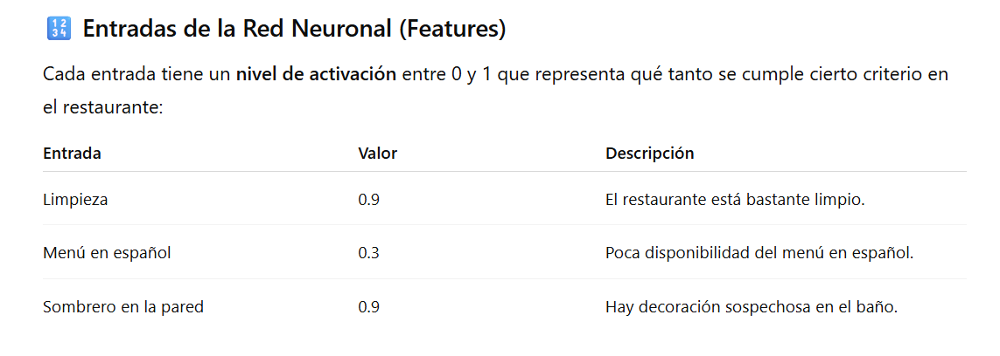 🔢 Entradas de la Red Neuronal (Features)
Cada entrada tiene un nivel de activación entre 0 y 1 que representa qué tanto se cumple cierto criterio en
el restaurante:
Entrada Valor Descripción
Limpieza 0.9 El restaurante está bastante limpio.
Menú en español 0.3 Poca disponibilidad del menú en español.
Sombrero en la pared 0.9 Hay decoración sospechosa en el baño.